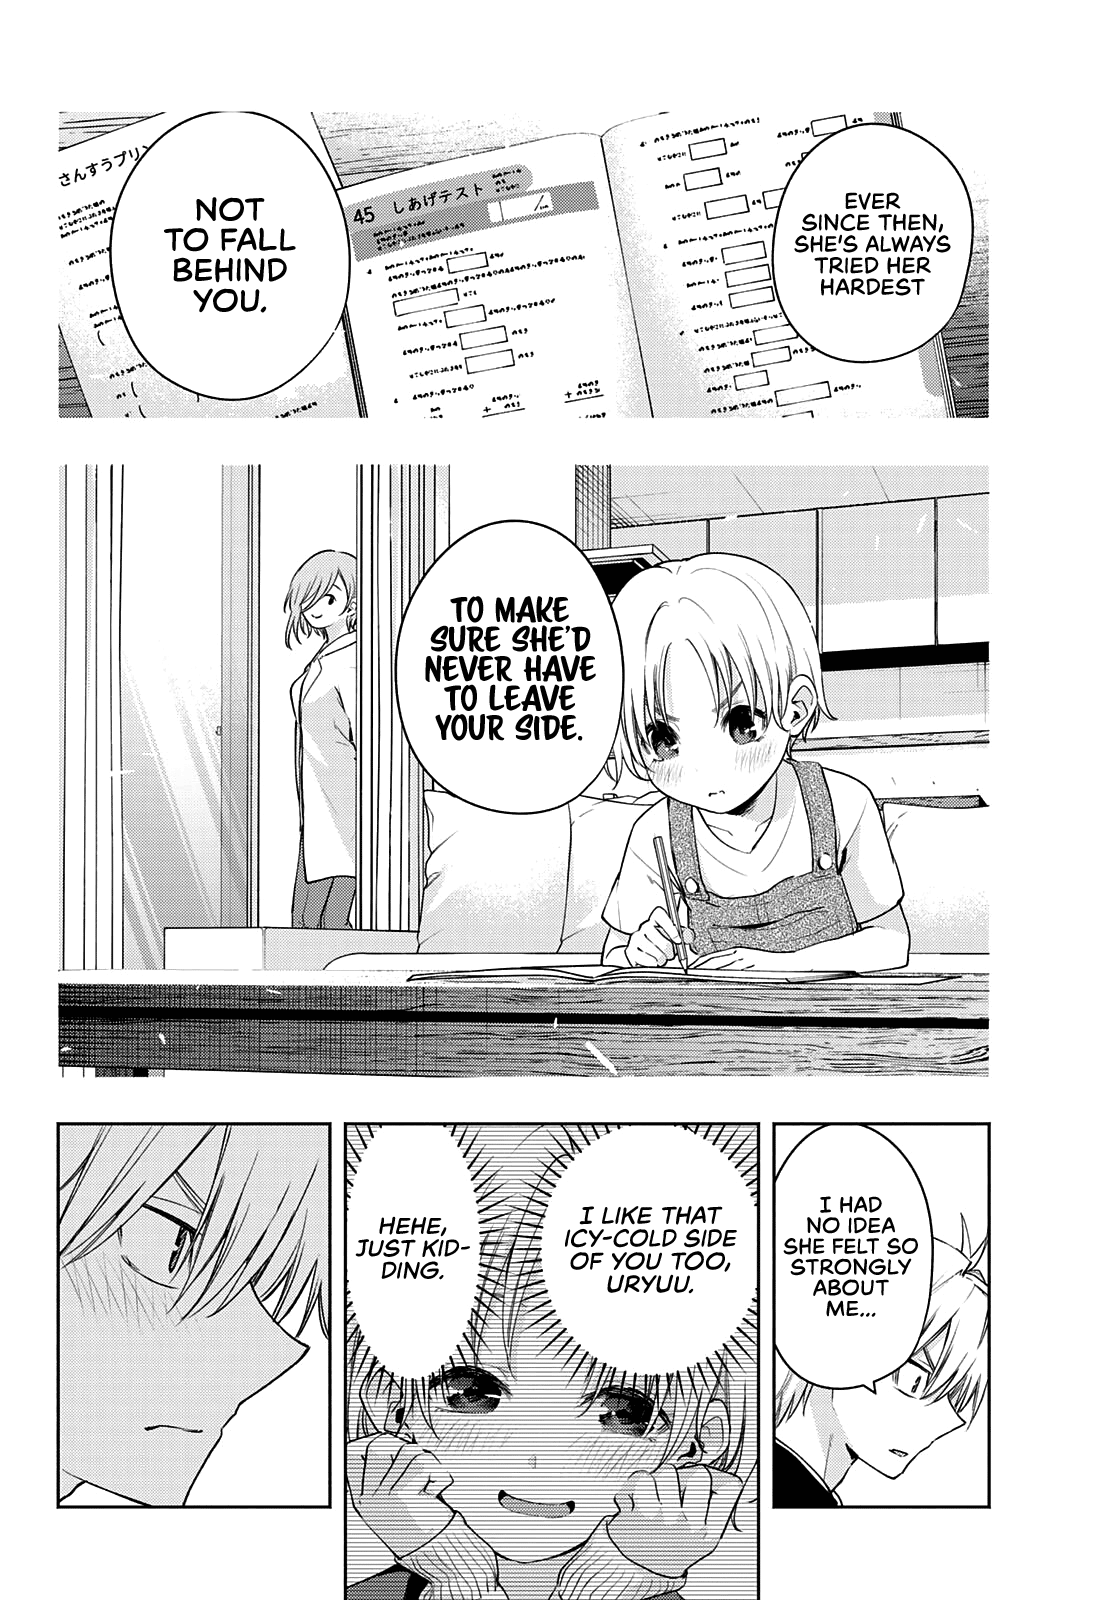 EVER
SINCE THEN,
SHE'S ALWAYS
TRIED HER
HARDEST
NOT
TO FALL
BEHIND
YOU.
さんすうプリン
45 しあげテスト
TO MAKE
SURE SHE'D
NEVER HAVE
TO LEAVE
YOUR SIDE.
I HAD
NO IDEA
SHE FELT SO
STRONGLY
ABOUT
ME...
I LIKE THAT
ICY-COLD SIDE
OF YOU TOO,
URYUU.
HEHE,
JUST KID-
DING.